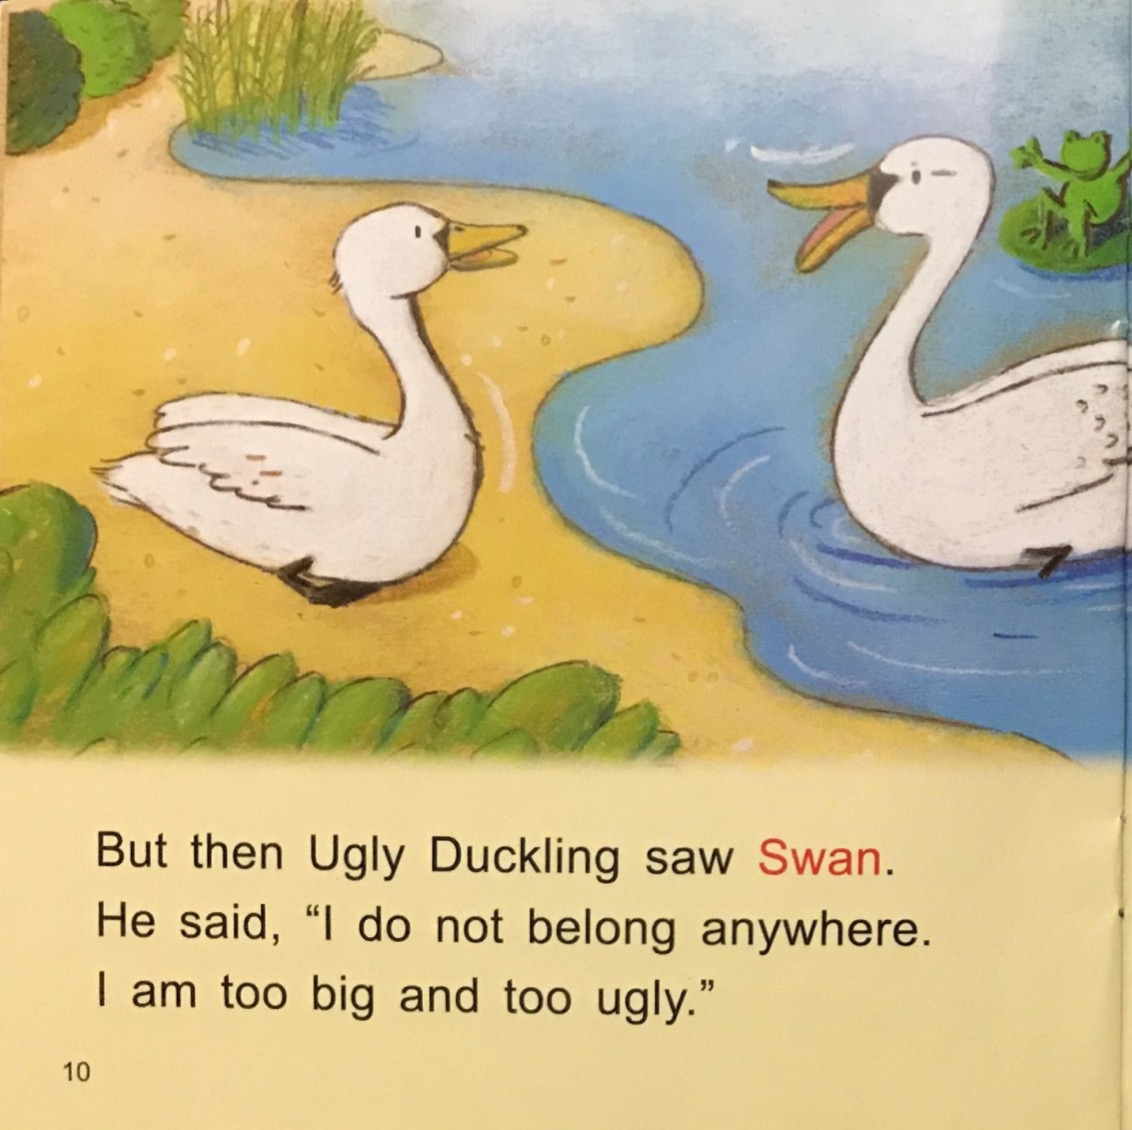 But then Ugly Duckling saw Swan.
He said, “I do not belong anywhere.
I am too big and too ugly.”
10